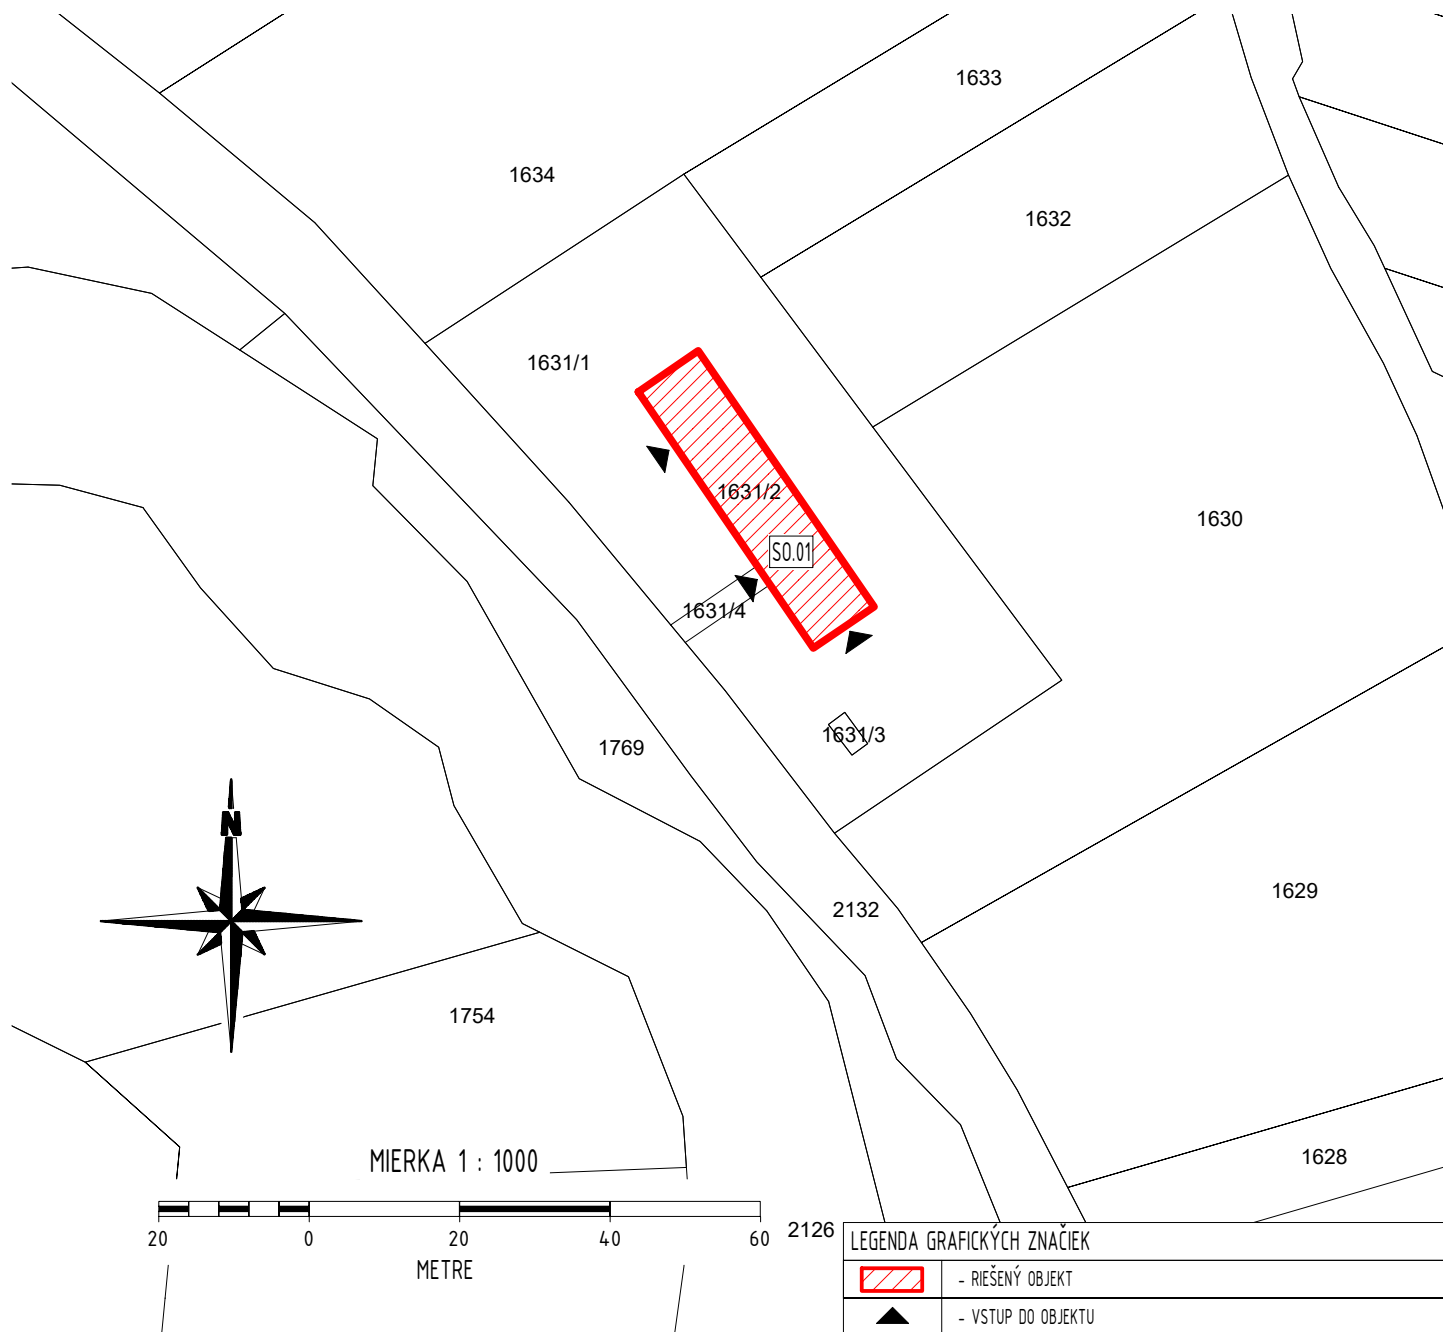 1633
1634
1632
1631/1
1631/2
1630
SO.01
1631/4
1631/3
1769
N
1629
2132
1754
1628
MIERKA 1 : 1000
20 0 20 40 60
METRE
2126
LEGENDA GRAFICKÝCH ZNAČIEK
- RIEŠENÝ OBJEKT
- VSTUP DO OBJEKTU